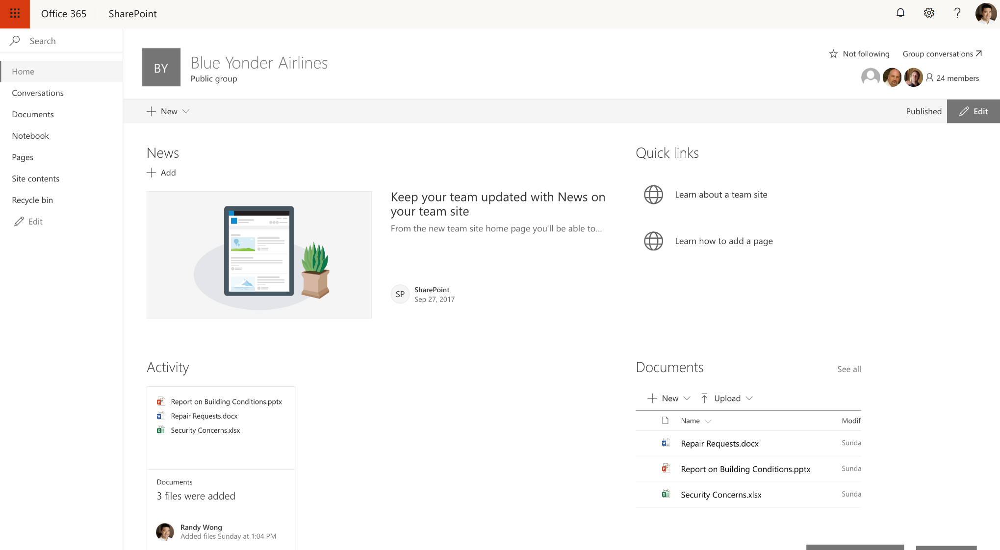 Office 365
SharePoint
Search
Home
Conversations
Documents
Notebook
Pages
Site contents
Recycle bin
Edit
BY
Blue Yonder Airlines
Public group
Not following
Group conversations
24 members
New
Published
Edit
News
Add
Keep your team updated with News on
your team site
From the new team site home page you'll be able to...
SP
SharePoint
Sep 27, 2017
Quick links
Learn about a team site
Learn how to add a page
Activity
Report on Building Conditions.pptx
Repair Requests.docx
Security Concerns.xlsx
Documents
3 files were added
Randy Wong
Added files Sunday at 1:04 PM
Documents
See all
New
Upload
Name
Modifi
Repair Requests.docx
Sunda
Report on Building Conditions.pptx
Sunda
Security Concerns.xlsx
Sunda